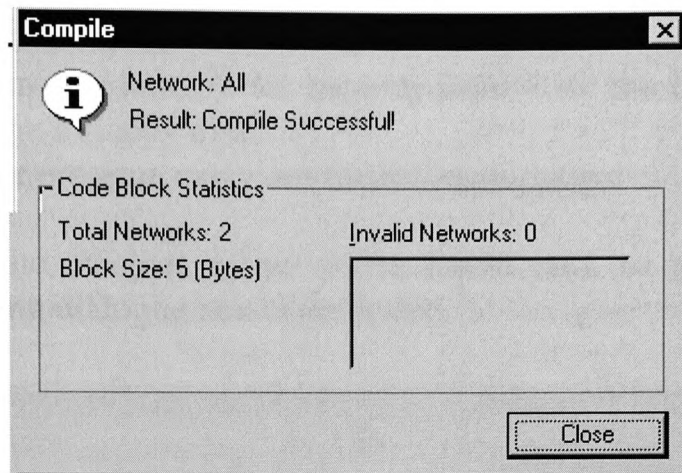 Compile
Network: All
Result: Compile Successful!
Code Block Statistics
Total Networks: 2
Invalid Networks: 0
Block Size: 5 (Bytes)
Close